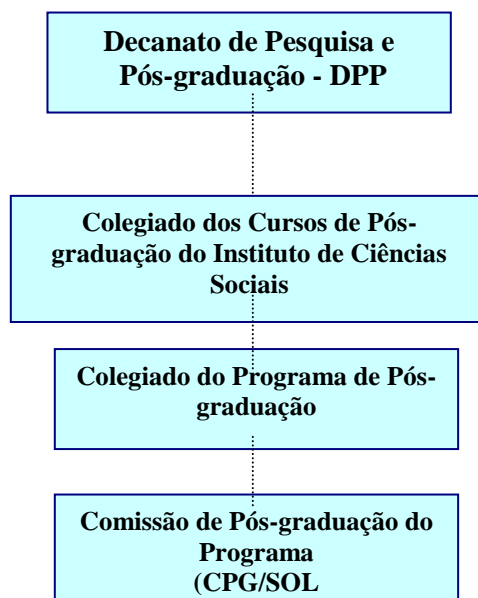 Decanato de Pesquisa e
Pós-graduação - DPP
Colegiado dos Cursos de Pós-
graduação do Instituto de Ciências
Sociais
Colegiado do Programa de Pós-
graduação
Comissão de Pós-graduação do
Programa
(CPG/SOL